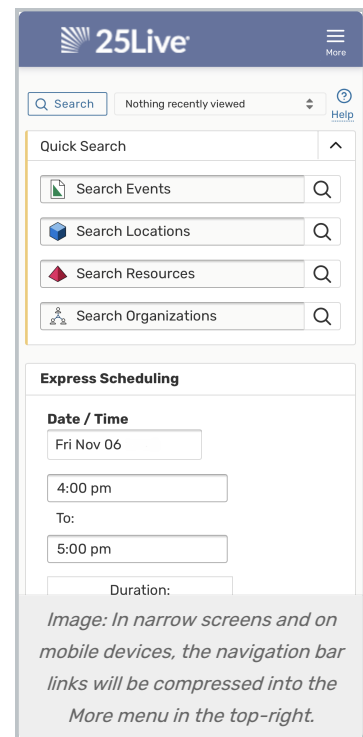 25Live
More
Search
Nothing recently viewed
Help
Quick Search
Search Events
Search Locations
Search Resources
Search Organizations
Express Scheduling
Date / Time
Fri Nov 06
4:00 pm
To:
5:00 pm
Duration:
Image: In narrow screens and on
mobile devices, the navigation bar
links will be compressed into the
More menu in the top-right.